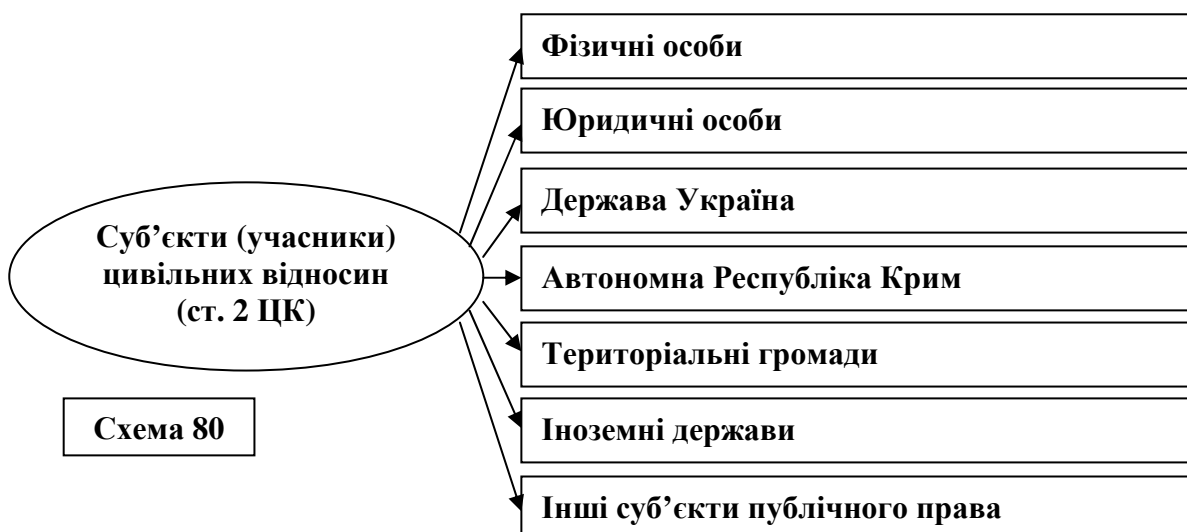 Фізичні особи
Юридичні особи
Держава Україна
Суб’єкти (учасники)
цивільних відносин
(ст. 2 ЦК)
Автономна Республіка Крим
Територіальні громади
Іноземні держави
Інші суб’єкти публічного права
Схема 80